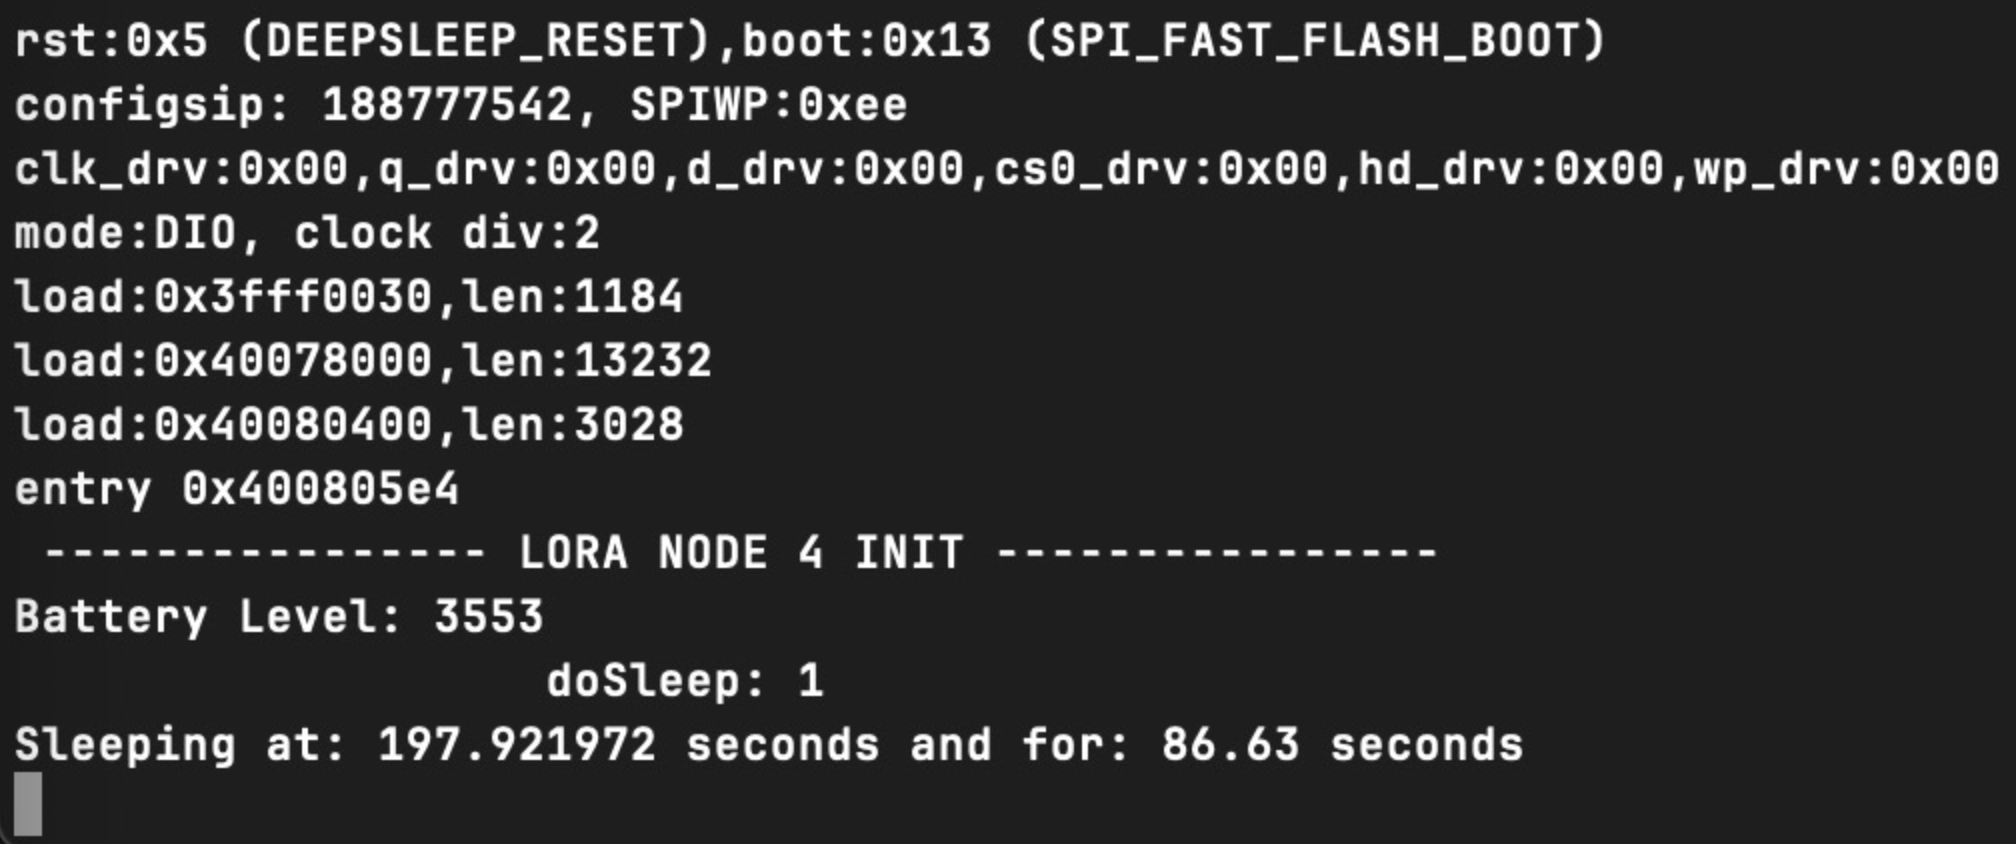 rst:0x5 (DEEPSLEEP_RESET),boot:0x13 (SPI_FAST_FLASH_BOOT)
configsip: 188777542, SPIWP:0xee
clk_drv:0x00,q_drv:0x00,d_drv:0x00,cs0_drv:0x00,hd_drv:0x00,wp_drv:0x00
mode:DIO, clock div:2
load:0x3fff0030,len:1184
load:0x40078000,len:13232
load:0x40080400,len:3028
entry 0x400805e4
---------------- LORA NODE 4 INIT ----------------
Battery Level: 3553
doSleep: 1
Sleeping at: 197.921972 seconds and for: 86.63 seconds